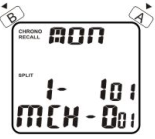 B A
CHRONO
RECALL MON
SPLIT
1- 101
MCH-001